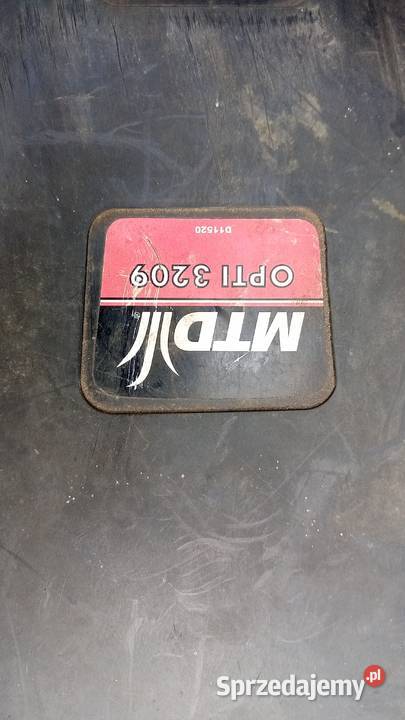 MTD
OPTI 3209
D11520
Sprzedajemy.pl